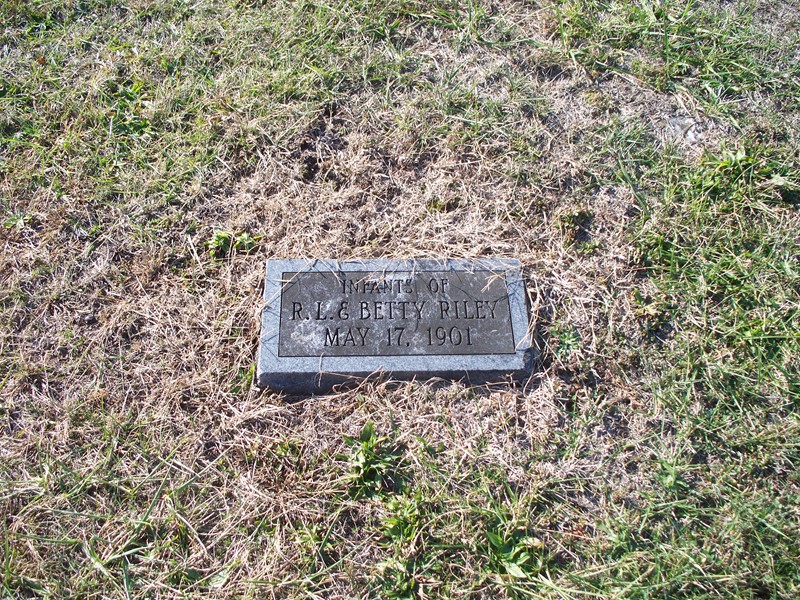 INFANTS OF
R. L. & BETTY RILEY
MAY 17, 1901